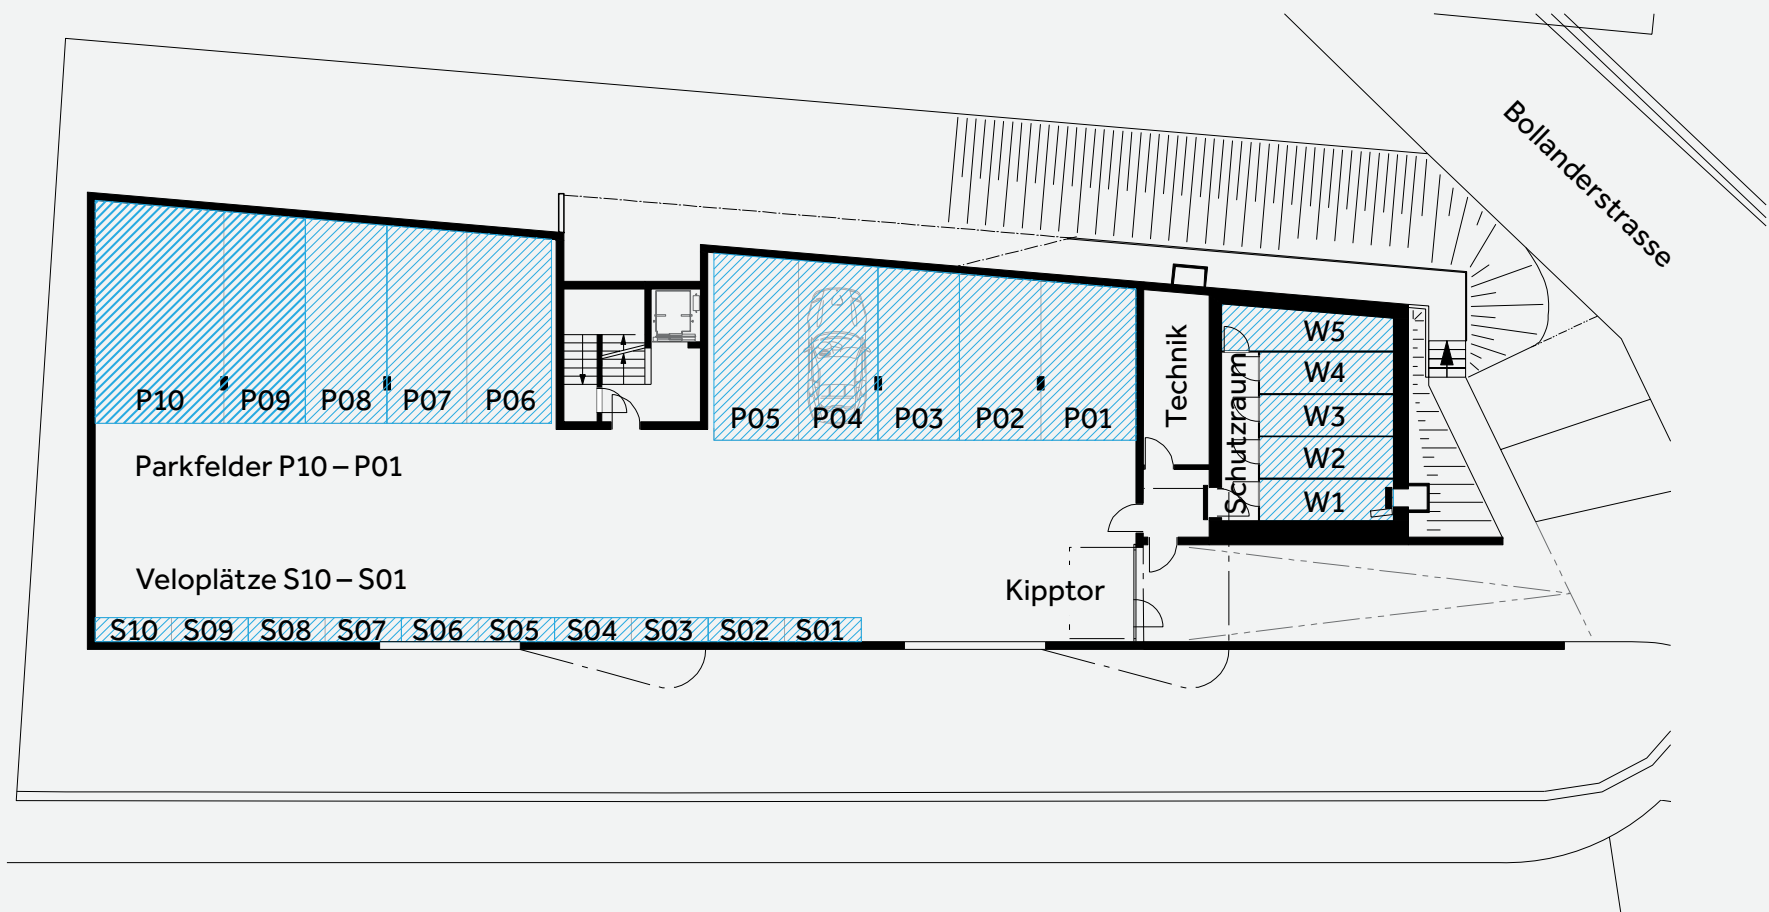 Bollanderstrasse
P10
P09
P08
P07
P06
P05
P04
P03
P02
P01
Technik
Schutzraum
W5
W4
W3
W2
W1
Parkfelder P10 – P01
Veloplätze S10 – S01
Kipptor
S10
S09
S08
S07
S06
S05
S04
S03
S02
S01